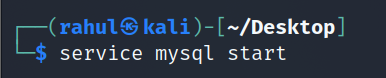 ┌──(rahul㉿kali)-[~/Desktop]
└─$ service mysql start